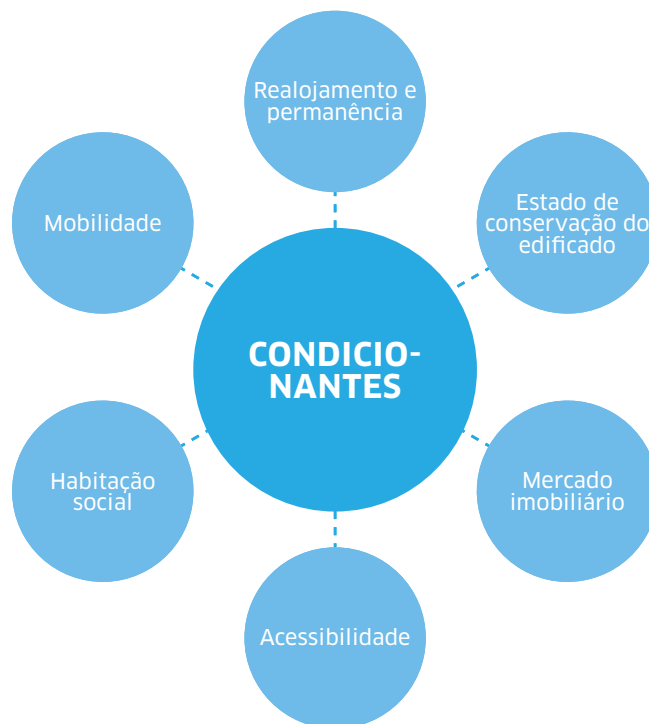 Realojamento e
permanência
Mobilidade
Estado de
conservação do
edificado
CONDICIO-
NANTES
Habitação
social
Mercado
imobiliário
Acessibilidade